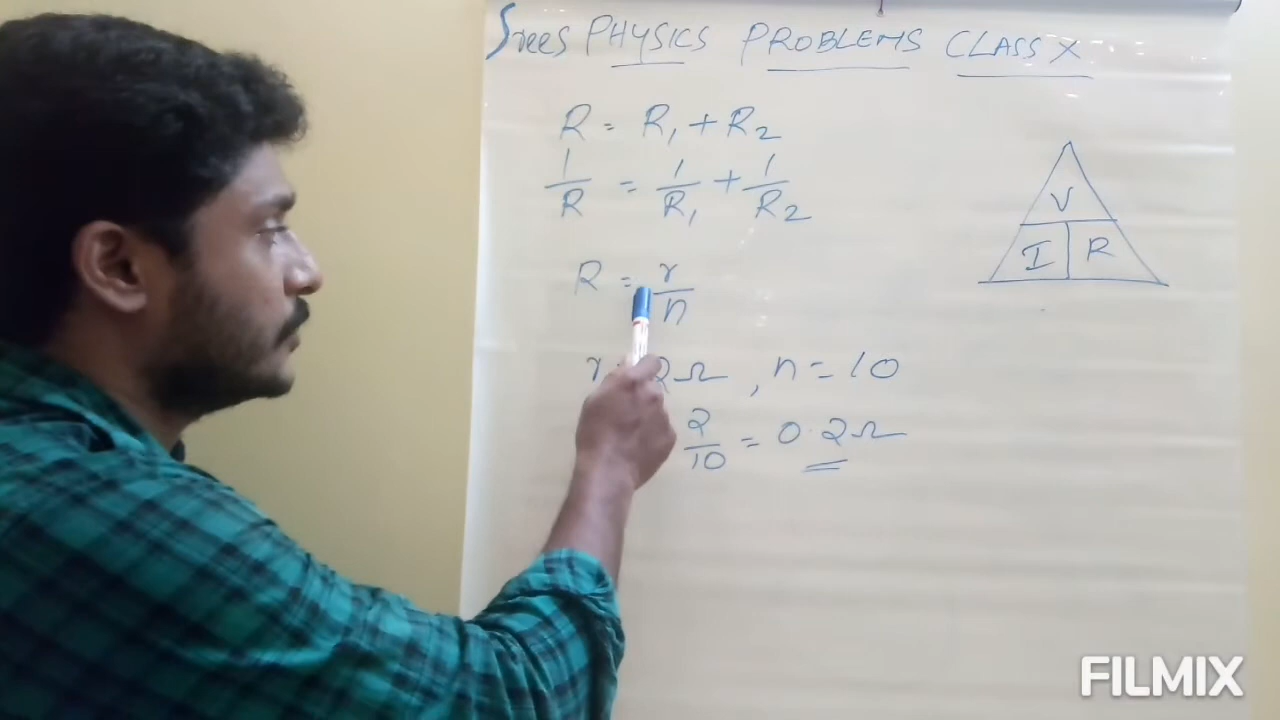 Srees PHYSICS PROBLEMS CLASS X
R = R₁ + R₂
1/R = 1/R₁ + 1/R₂
V
I R
R = r/n
r = 2Ω , n = 10
2/10 = 0.2Ω
FILMIX